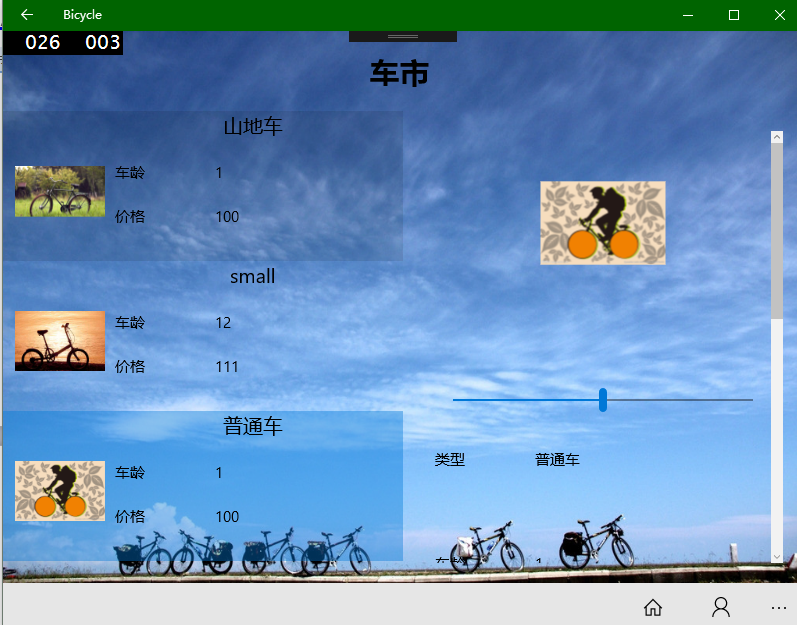 Bicycle
026 003
车市
山地车
车龄 1
价格 100
small
车龄 12
价格 111
普通车
车龄 1
价格 100
类型 普通车